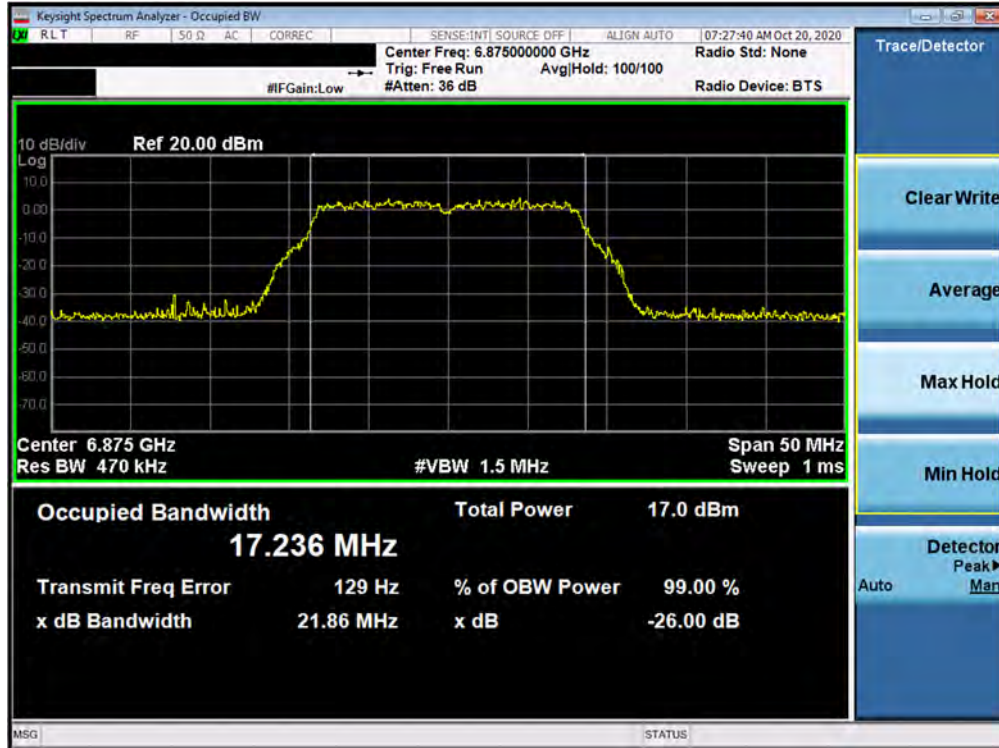 Keysight Spectrum Analyzer - Occupied BW
LXI RLT RF 50 Ω AC CORREC SENSE:INT SOURCE OFF ALIGN AUTO 07:27:40 AM Oct 20, 2020
Center Freq: 6.875000000 GHz Radio Std: None
Trig: Free Run Avg|Hold: 100/100
#IFGain:Low #Atten: 36 dB Radio Device: BTS
Trace/Detector
10 dB/div Ref 20.00 dBm
Log
10.0
0.00
-10.0
-20.0
-30.0
-40.0
-50.0
-60.0
-70.0
Center 6.875 GHz Span 50 MHz
Res BW 470 kHz #VBW 1.5 MHz Sweep 1 ms
Clear Write
Average
Max Hold
Min Hold
Detector
Peak▶
Auto Man
Occupied Bandwidth Total Power 17.0 dBm
17.236 MHz
Transmit Freq Error 129 Hz % of OBW Power 99.00 %
x dB Bandwidth 21.86 MHz x dB -26.00 dB
MSG STATUS